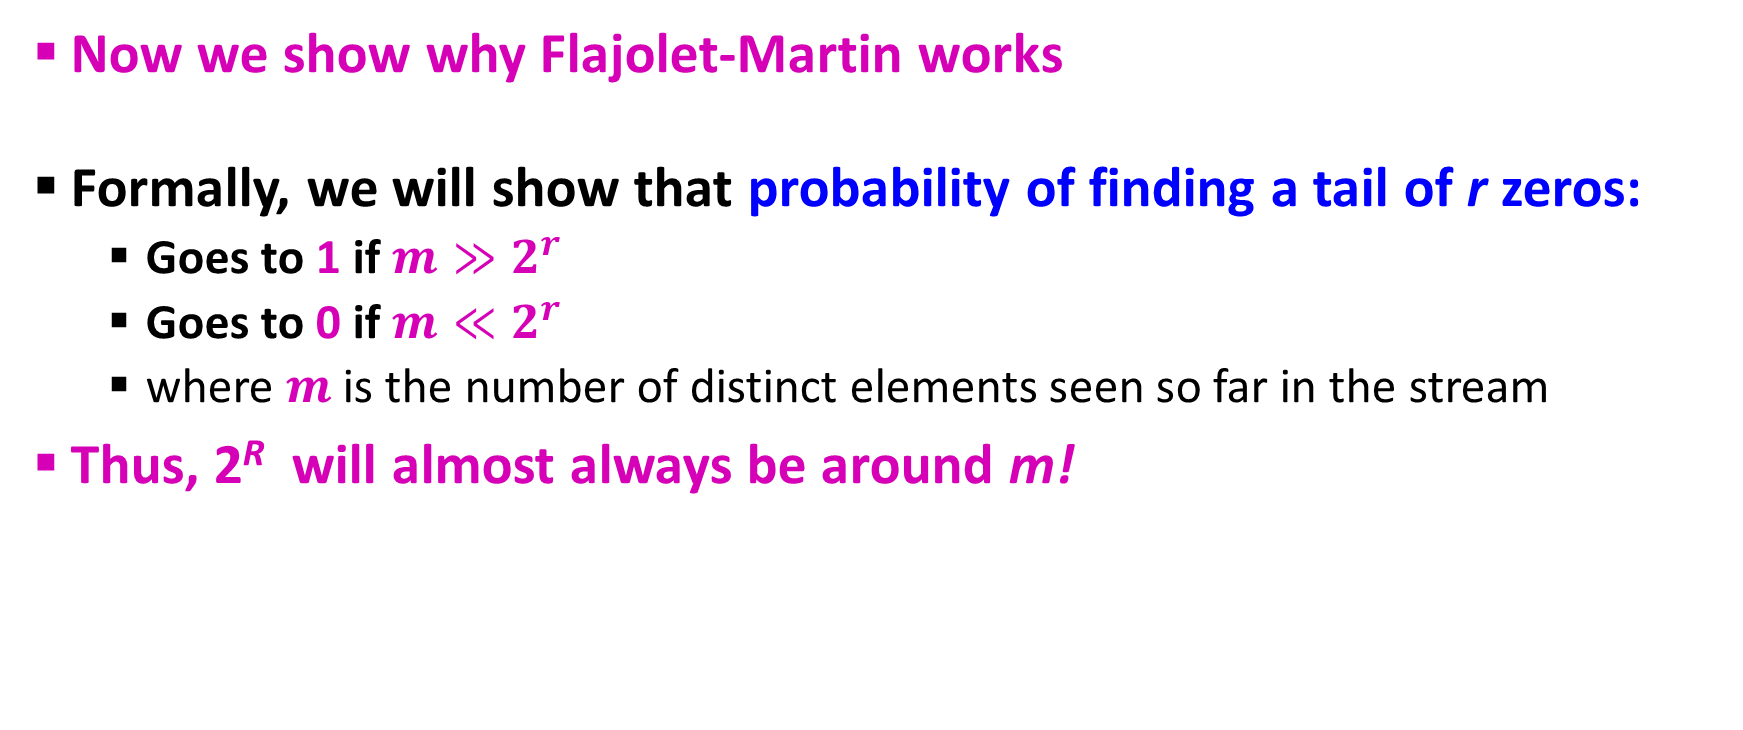 ▪ Now we show why Flajolet-Martin works
▪ Formally, we will show that probability of finding a tail of r zeros:
▪ Goes to 1 if m ≫ 2^r
▪ Goes to 0 if m ≪ 2^r
▪ where m is the number of distinct elements seen so far in the stream
▪ Thus, 2^R will almost always be around m!